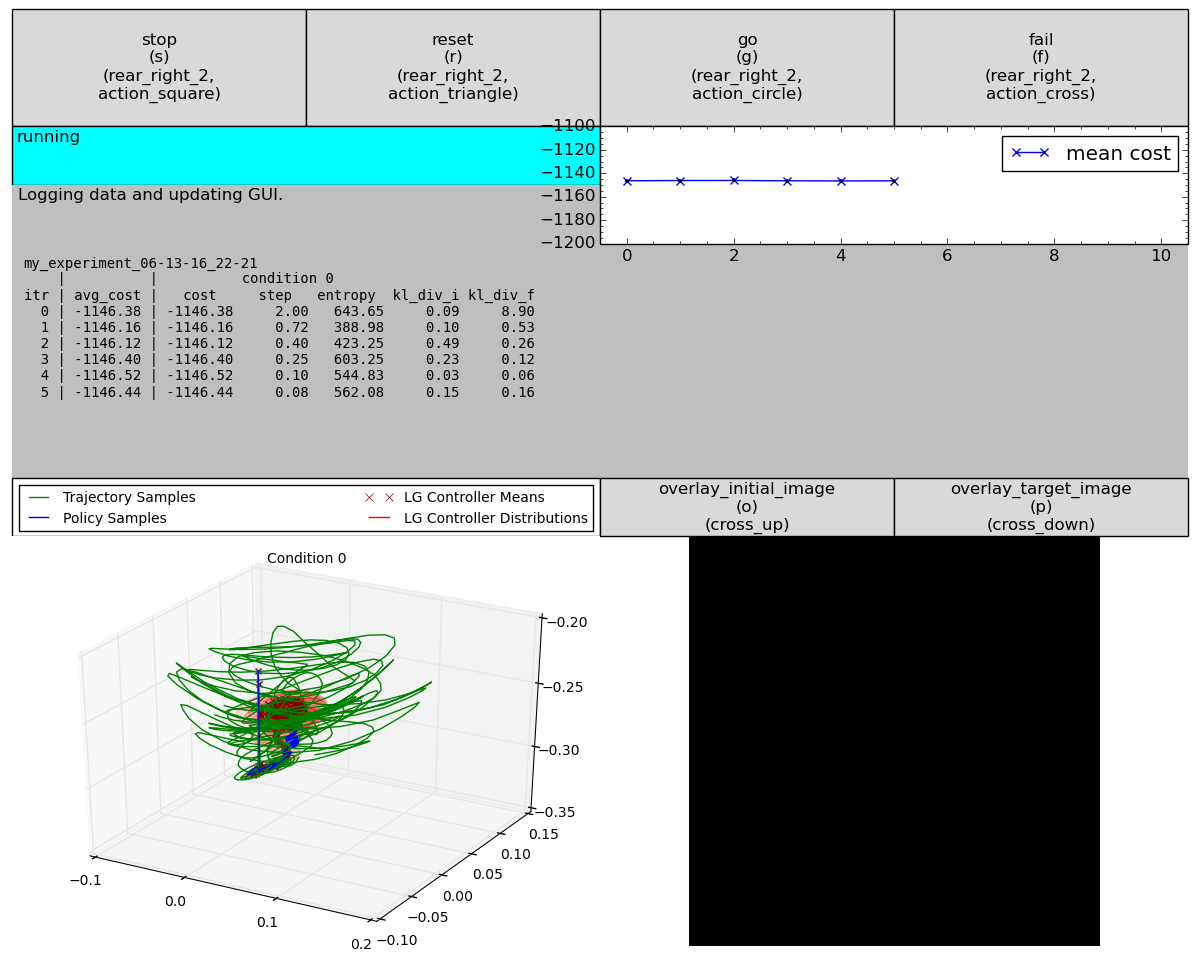 stop
(s)
(rear_right_2,
action_square)
reset
(r)
(rear_right_2,
action_triangle)
go
(g)
(rear_right_2,
action_circle)
fail
(f)
(rear_right_2,
action_cross)
running
Logging data and updating GUI.
my_experiment_06-13-16_22-21
| | condition 0
itr | avg_cost | cost step entropy kl_div_i kl_div_f
0 | -1146.38 | -1146.38 2.00 643.65 0.09 8.90
1 | -1146.16 | -1146.16 0.72 388.98 0.10 0.53
2 | -1146.12 | -1146.12 0.40 423.25 0.49 0.26
3 | -1146.40 | -1146.40 0.25 603.25 0.23 0.12
4 | -1146.52 | -1146.52 0.10 544.83 0.03 0.06
5 | -1146.44 | -1146.44 0.08 562.08 0.15 0.16
−1100
−1120
−1140
−1160
−1180
−1200
0 2 4 6 8 10
mean cost
Trajectory Samples
Policy Samples
LG Controller Means
LG Controller Distributions
overlay_initial_image
(o)
(cross_up)
overlay_target_image
(p)
(cross_down)
Condition 0
−0.20
−0.25
−0.30
−0.35
0.15
0.10
0.05
0.00
−0.05
−0.10
−0.1
0.0
0.1
0.2